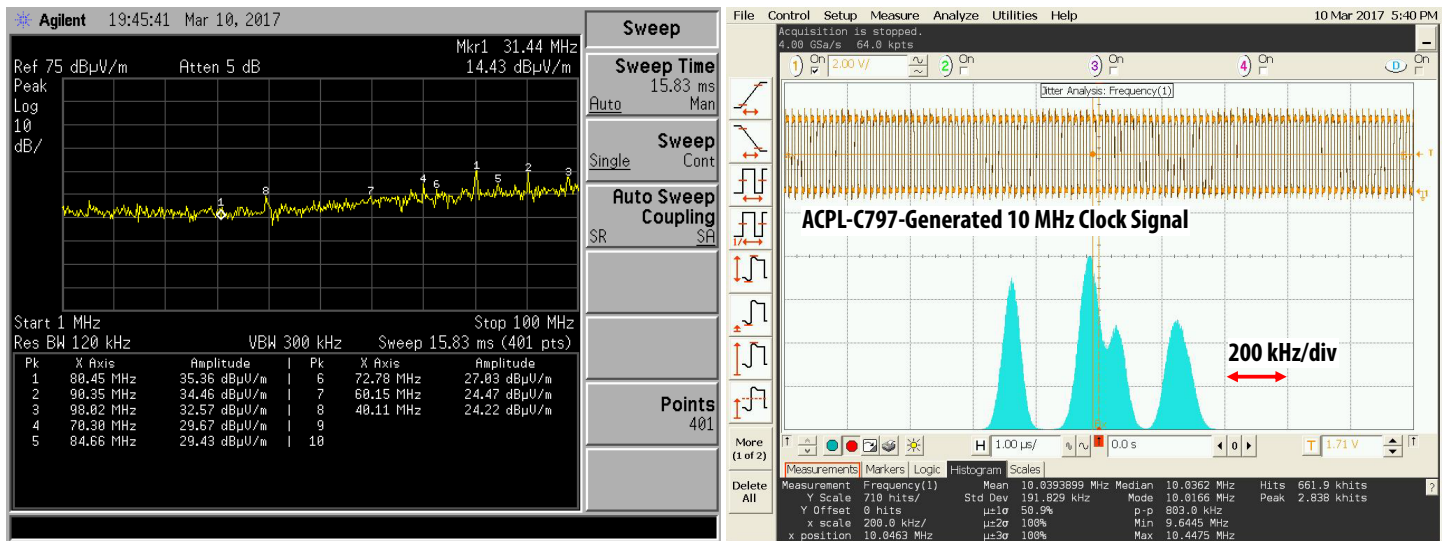 Agilent 19:45:41 Mar 10, 2017
Mkr1 31.44 MHz
Ref 75 dBµV/m Atten 5 dB 14.43 dBµV/m
Peak
Log
10
dB/
1
2
3
4
5
6
7
8
1
Start 1 MHz Stop 100 MHz
Res BW 120 kHz VBW 300 kHz Sweep 15.83 ms (401 pts)
Pk X Axis Amplitude | Pk X Axis Amplitude
1 80.45 MHz 35.36 dBµV/m | 6 72.78 MHz 27.03 dBµV/m
2 90.35 MHz 34.46 dBµV/m | 7 60.15 MHz 24.47 dBµV/m
3 98.02 MHz 32.57 dBµV/m | 8 40.11 MHz 24.22 dBµV/m
4 70.30 MHz 29.67 dBµV/m | 9
5 84.66 MHz 29.43 dBµV/m | 10
Sweep
Sweep Time
15.83 ms
Auto Man
Sweep
Single Cont
Auto Sweep
Coupling
SR SA
Points
401
File Control Setup Measure Analyze Utilities Help 10 Mar 2017 5:40 PM
Acquisition is stopped.
4.00 GSa/s 64.0 kpts
1 On 2.00 V/ 2 On 3 On 4 On D On
Jitter Analysis: Frequency(1)
T
1
ACPL-C797-Generated 10 MHz Clock Signal
200 kHz/div
1/
More
(1 of 2)
Delete
All
H 1.00 µs/ T 0.0 s 0 T 1.71 V
Measurements Markers Logic Histogram Scales
Measurement Frequency(1) Mean 10.0393899 MHz Median 10.0362 MHz Hits 661.9 khits ?
Y Scale 710 hits/ Std Dev 191.829 kHz Mode 10.0166 MHz Peak 2.838 khits
Y Offset 0 hits µ±1σ 50.9% p-p 803.0 kHz
x scale 200.0 kHz/ µ±2σ 100% Min 9.6445 MHz
x position 10.0463 MHz µ±3σ 100% Max 10.4475 MHz